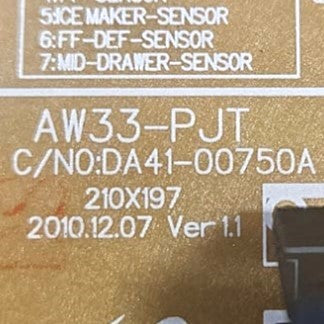 5:ICE MAKER-SENSOR
6:FF-DEF-SENSOR
7:MID-DRAWER-SENSOR
AW33-PJT
C/NO:DA41-00750A
210X197
2010.12.07 Ver 1.1